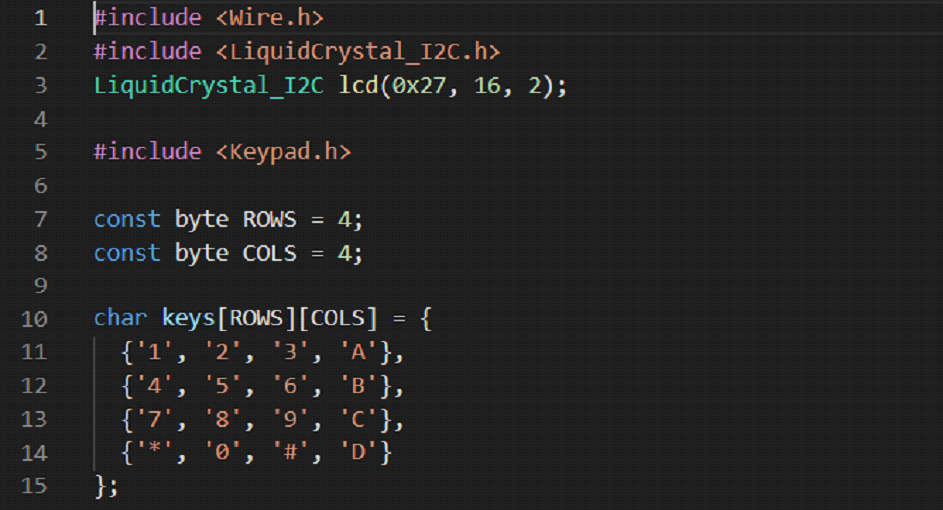 1 #include <Wire.h>
2 #include <LiquidCrystal_I2C.h>
3 LiquidCrystal_I2C lcd(0x27, 16, 2);
4
5 #include <Keypad.h>
6
7 const byte ROWS = 4;
8 const byte COLS = 4;
9
10 char keys[ROWS][COLS] = {
11   {'1', '2', '3', 'A'},
12   {'4', '5', '6', 'B'},
13   {'7', '8', '9', 'C'},
14   {'*', '0', '#', 'D'}
15 };